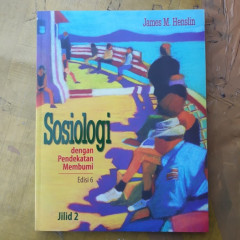 James M. Henslin
Sosiologi
dengan
Pendekatan
Membumi
Edisi 6
Jilid 2